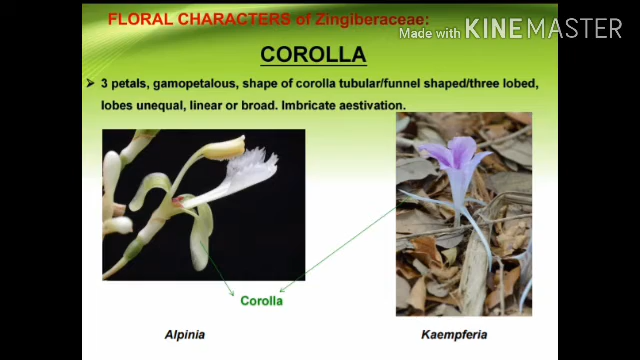 FLORAL CHARACTERS of Zingiberaceae:
Made with KINEMASTER
COROLLA
➢ 3 petals, gamopetalous, shape of corolla tubular/funnel shaped/three lobed,
lobes unequal, linear or broad. Imbricate aestivation.
Corolla
Alpinia
Kaempferia